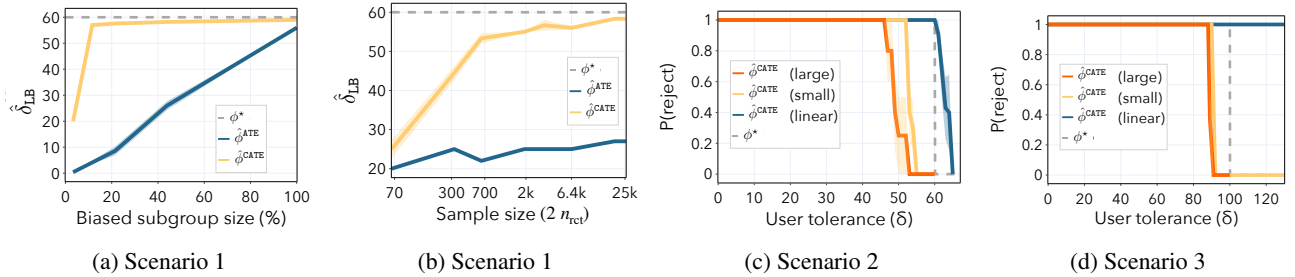 60
50
40
30
20
10
0
δ̂LB
0
20
40
60
80
100
Biased subgroup size (%)
ϕ⋆
ϕ̂ATE
ϕ̂CATE
(a) Scenario 1
60
50
40
30
20
δ̂LB
70
300
700
2k
6.4k
25k
Sample size (2 nrct)
ϕ⋆
ϕ̂ATE
ϕ̂CATE
(b) Scenario 1
1
0.8
0.6
0.4
0.2
0
P(reject)
0
20
40
60
User tolerance (δ)
ϕ̂CATE (large)
ϕ̂CATE (small)
ϕ̂CATE (linear)
ϕ⋆
(c) Scenario 2
1
0.8
0.6
0.4
0.2
0
P(reject)
0
20
40
60
80
100
120
User tolerance (δ)
ϕ̂CATE (large)
ϕ̂CATE (small)
ϕ̂CATE (linear)
ϕ⋆
(d) Scenario 3